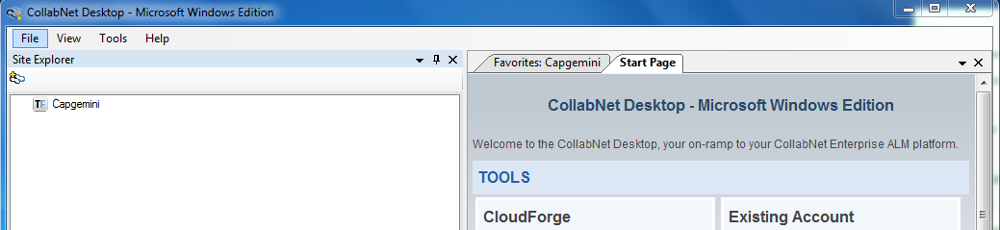 CollabNet Desktop - Microsoft Windows Edition
File View Tools Help
Site Explorer
Favorites: Capgemini Start Page
TF Capgemini
CollabNet Desktop - Microsoft Windows Edition
Welcome to the CollabNet Desktop, your on-ramp to your CollabNet Enterprise ALM platform.
TOOLS
CloudForge Existing Account